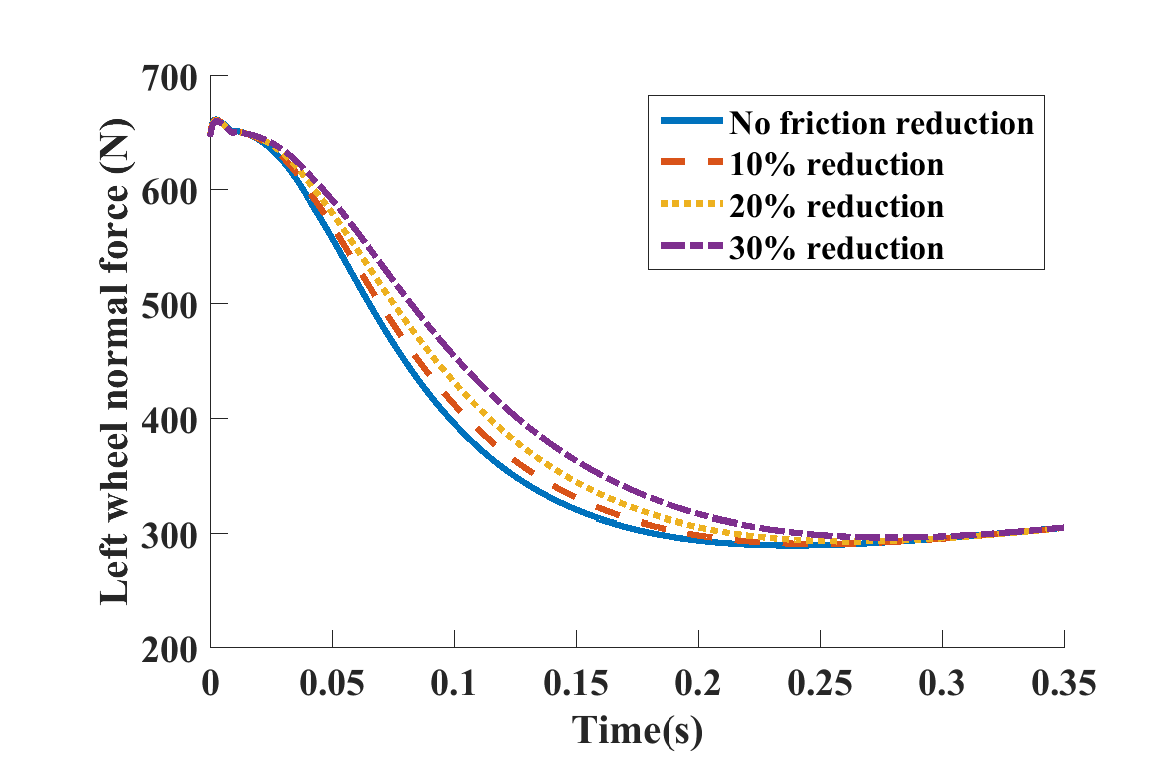 700
600
500
400
300
200
Left wheel normal force (N)
No friction reduction
10% reduction
20% reduction
30% reduction
0
0.05
0.1
0.15
0.2
0.25
0.3
0.35
Time(s)